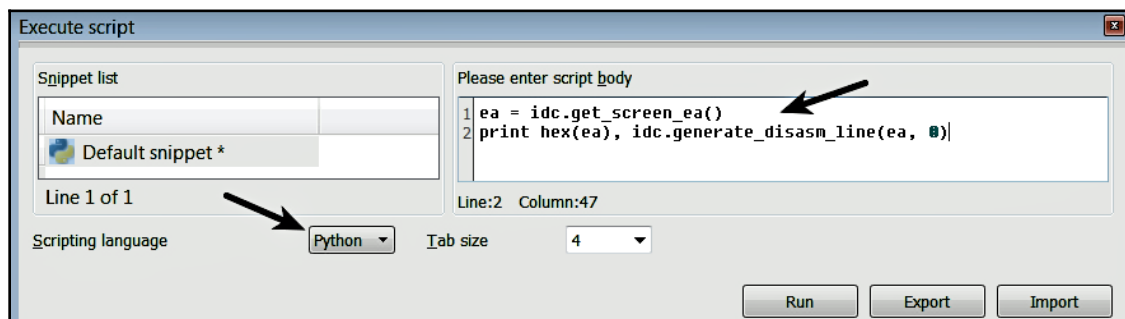 Execute script
x
Snippet list
Name
Default snippet *
Line 1 of 1
Please enter script body
1 ea = idc.get_screen_ea()
2 print hex(ea), idc.generate_disasm_line(ea, 0)
Line:2 Column:47
Scripting language Python Tab size 4
Run Export Import